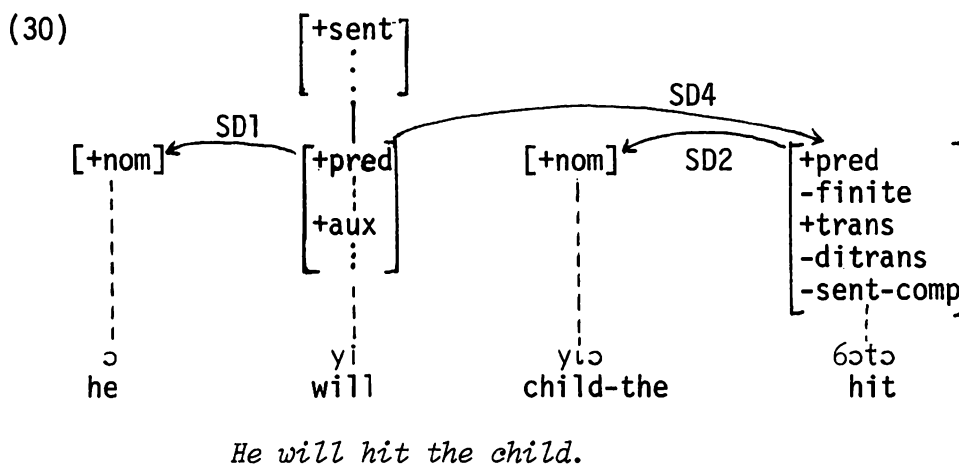 (30)
[+sent]
SD1 SD4
[+nom] [+pred [+nom] SD2 [+pred
-finite
+aux] +trans
-ditrans
-sent-comp]
ɔ yi yɩɔ ɓɔtɔ
he will child-the hit
He will hit the child.